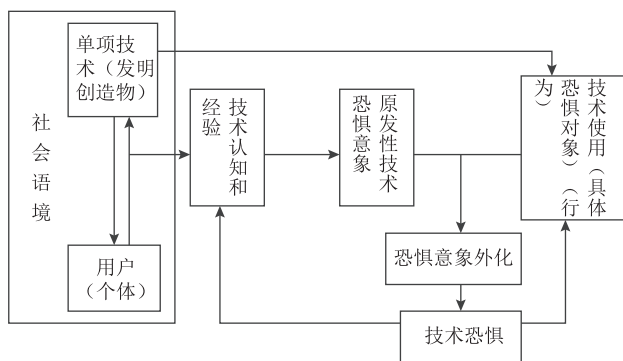 社会语境
单项技
术（发明
创造物）
用户
（个体）
技术认知和
经验
原发性技术
恐惧意象
技术使用（具体
恐惧对象）（行
为）
恐惧意象外化
技术恐惧